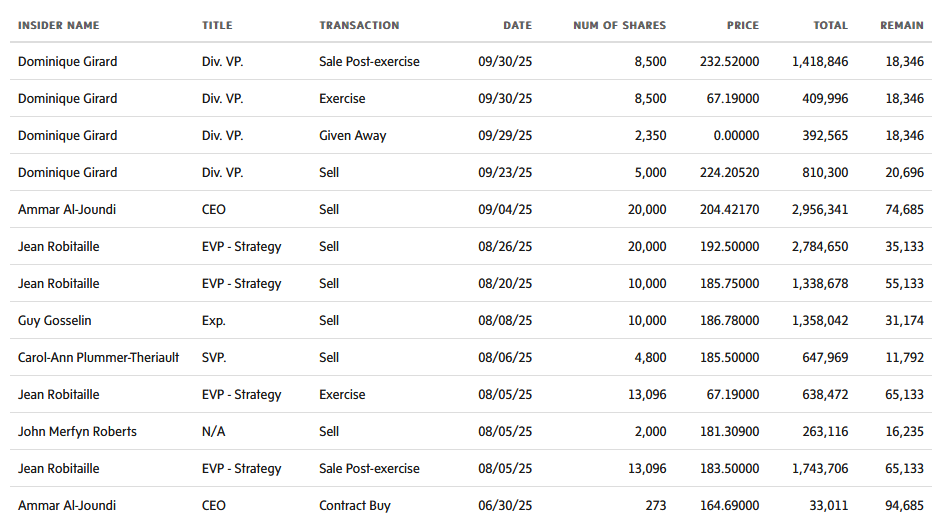 INSIDER NAME TITLE TRANSACTION DATE NUM OF SHARES PRICE TOTAL REMAIN
Dominique Girard Div. VP. Sale Post-exercise 09/30/25 8,500 232.52000 1,418,846 18,346
Dominique Girard Div. VP. Exercise 09/30/25 8,500 67.19000 409,996 18,346
Dominique Girard Div. VP. Given Away 09/29/25 2,350 0.00000 392,565 18,346
Dominique Girard Div. VP. Sell 09/23/25 5,000 224.20520 810,300 20,696
Ammar Al-Joundi CEO Sell 09/04/25 20,000 204.42170 2,956,341 74,685
Jean Robitaille EVP - Strategy Sell 08/26/25 20,000 192.50000 2,784,650 35,133
Jean Robitaille EVP - Strategy Sell 08/20/25 10,000 185.75000 1,338,678 55,133
Guy Gosselin Exp. Sell 08/08/25 10,000 186.78000 1,358,042 31,174
Carol-Ann Plummer-Theriault SVP. Sell 08/06/25 4,800 185.50000 647,969 11,792
Jean Robitaille EVP - Strategy Exercise 08/05/25 13,096 67.19000 638,472 65,133
John Merfyn Roberts N/A Sell 08/05/25 2,000 181.30900 263,116 16,235
Jean Robitaille EVP - Strategy Sale Post-exercise 08/05/25 13,096 183.50000 1,743,706 65,133
Ammar Al-Joundi CEO Contract Buy 06/30/25 273 164.69000 33,011 94,685